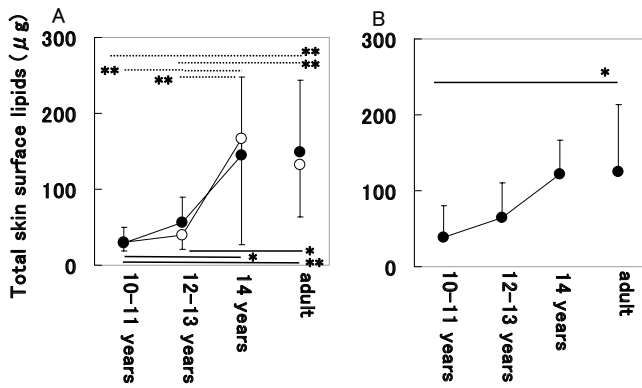 A
B
Total skin surface lipids (μg)
300
200
100
0
**
**
**
**
*
*
**
10-11 years
12-13 years
14 years
adult
300
200
100
0
*
10-11 years
12-13 years
14 years
adult